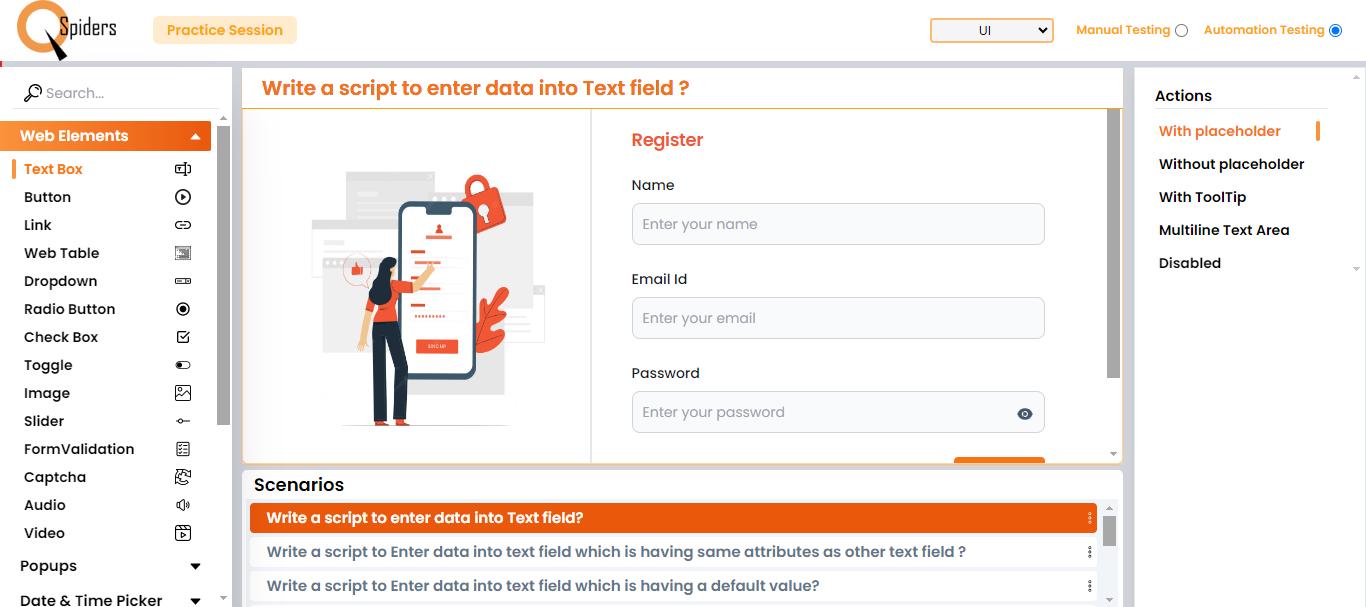 Spiders
Practice Session
UI
Manual Testing
Automation Testing
Search...
Web Elements
Text Box
Button
Link
Web Table
Dropdown
Radio Button
Check Box
Toggle
Image
Slider
FormValidation
Captcha
Audio
Video
Popups
Date & Time Picker
Write a script to enter data into Text field ?
SING UP
Register
Name
Enter your name
Email Id
Enter your email
Password
Enter your password
Scenarios
Write a script to enter data into Text field?
Write a script to Enter data into text field which is having same attributes as other text field ?
Write a script to Enter data into text field which is having a default value?
Actions
With placeholder
Without placeholder
With ToolTip
Multiline Text Area
Disabled